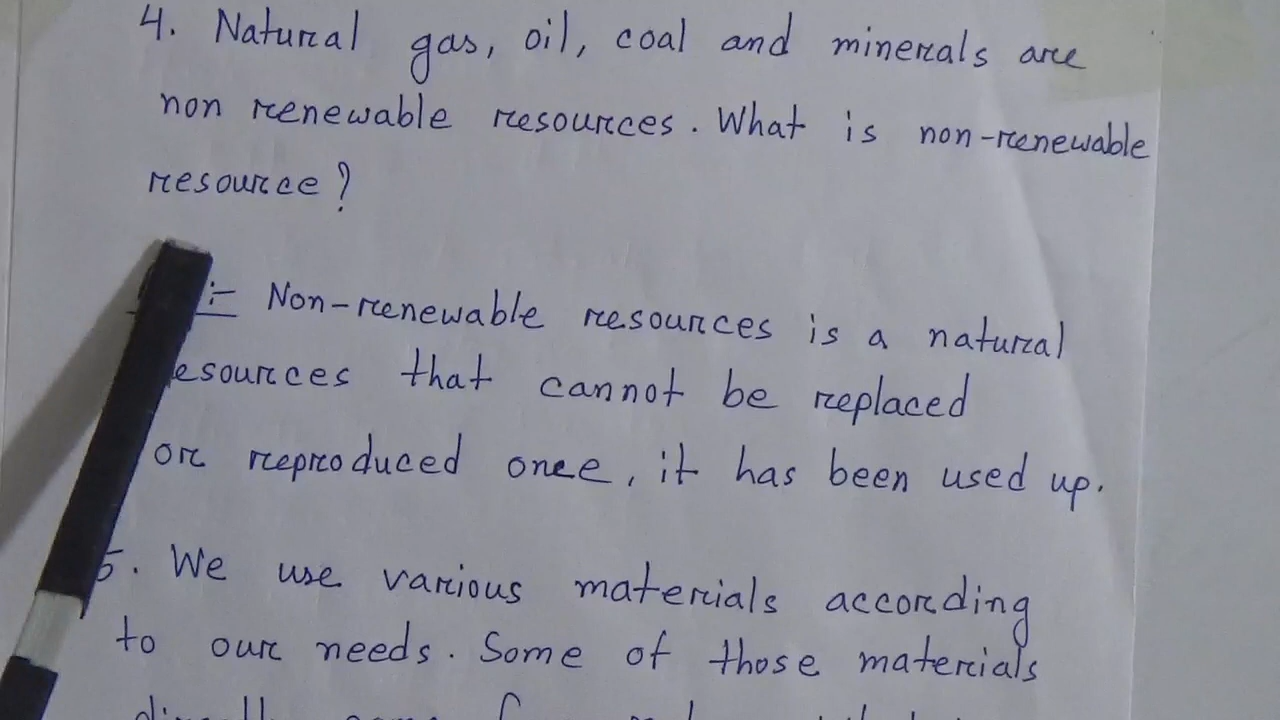 4. Natural gas, oil, coal and minerals are
non renewable resources. What is non-renewable
resource?
:- Non-renewable resources is a natural
esources that cannot be replaced
or reproduced once, it has been used up.
5. We use various materials according
to our needs. Some of those materials